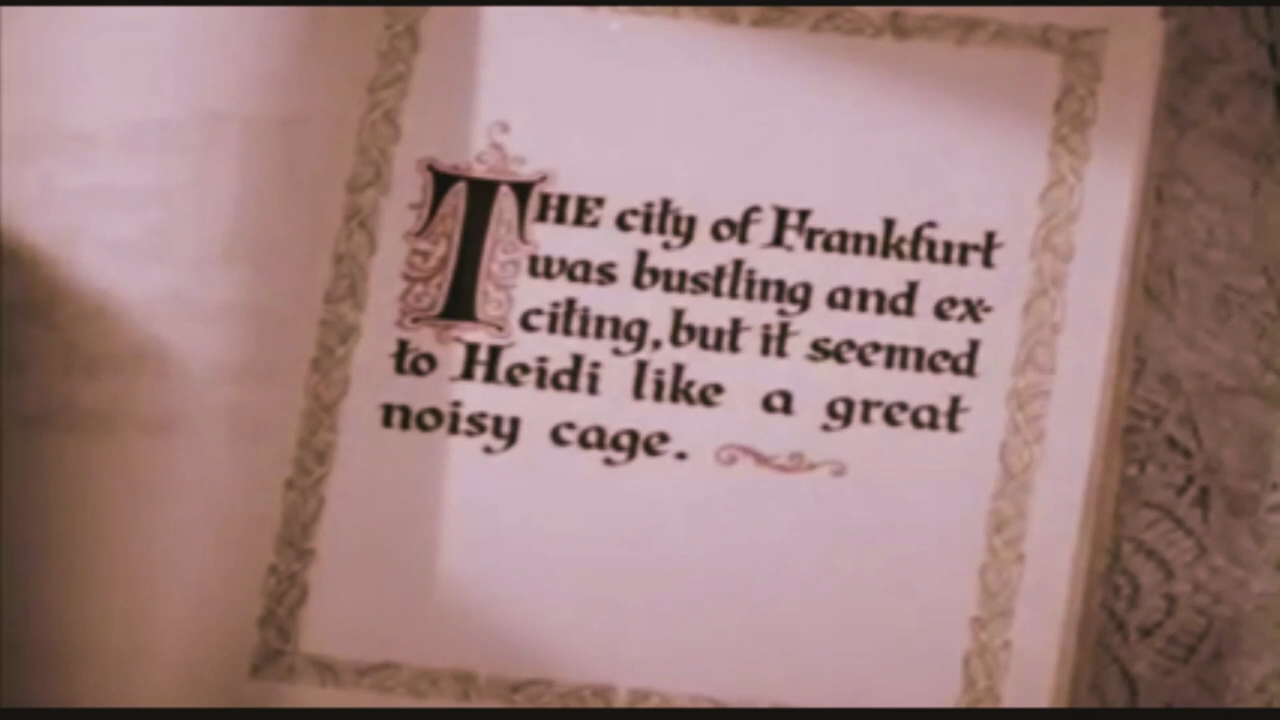 THE city of Frankfurt
was bustling and ex-
citing, but it seemed
to Heidi like a great
noisy cage.